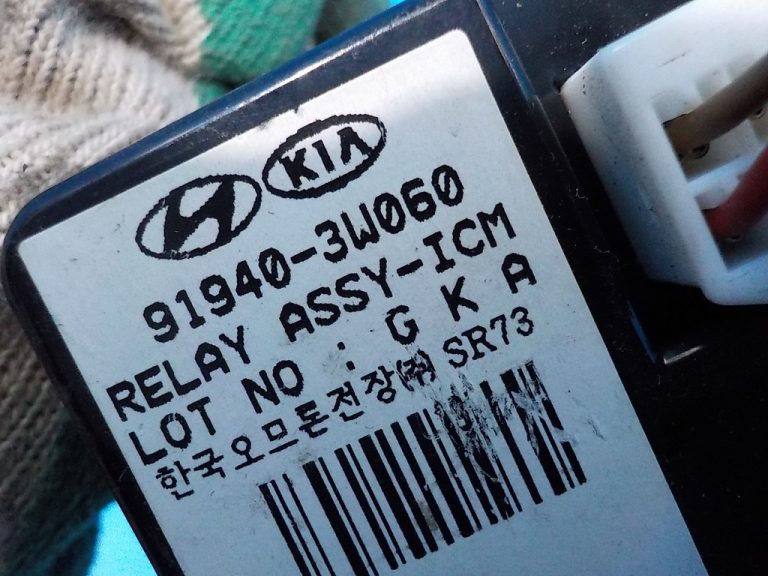 KIA
91940-3W060
RELAY ASSY-ICM
LOT NO : G K A
한국오므론전장㈜ SR73